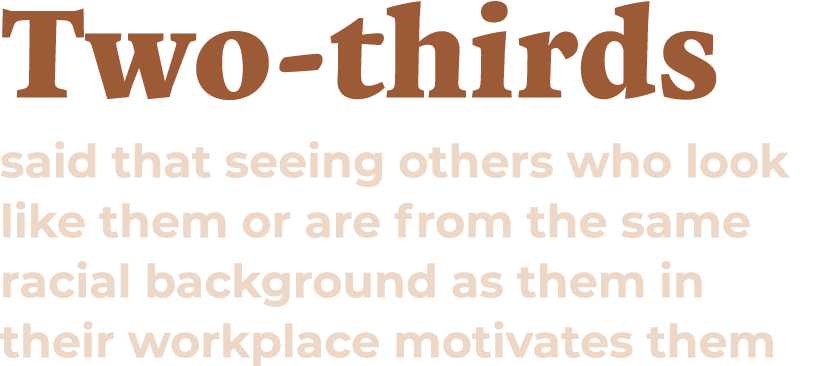 Two-thirds
said that seeing others who look
like them or are from the same
racial background as them in
their workplace motivates them